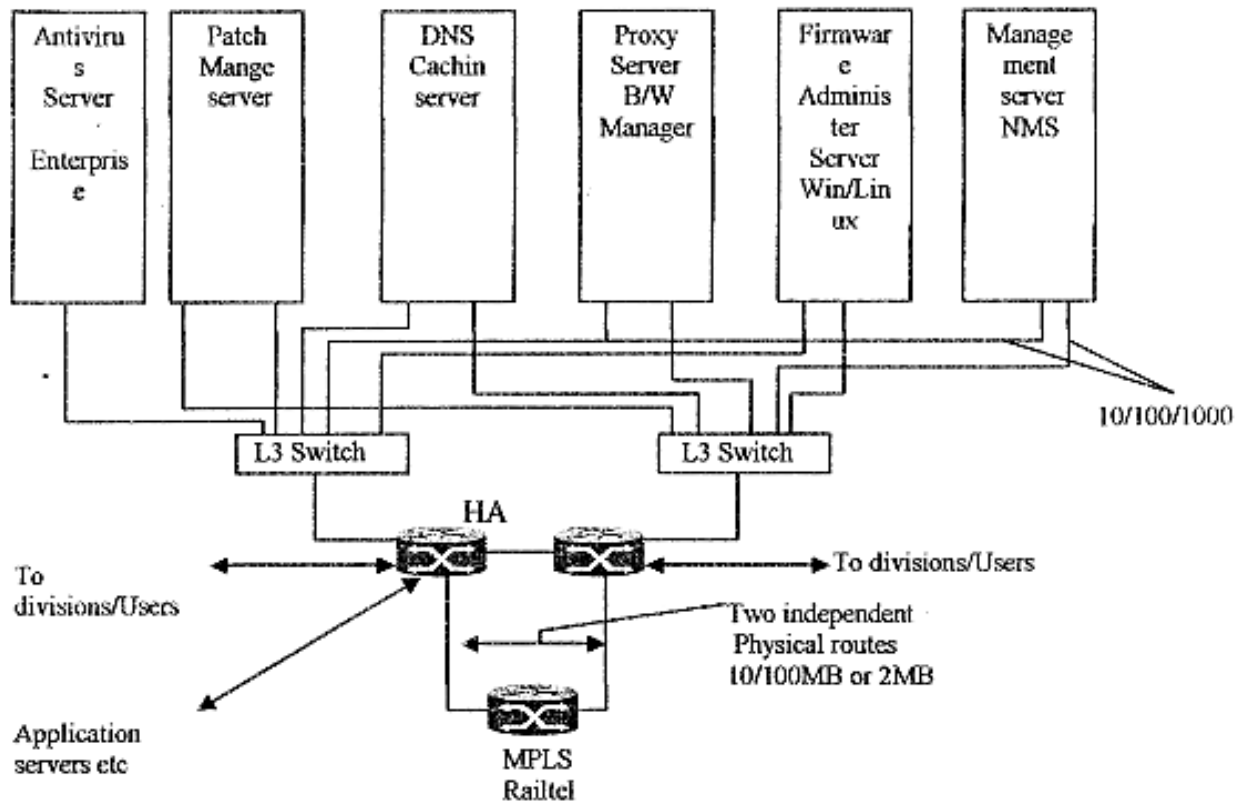 Antiviru
s
Server
Enterpris
e
Patch
Mange
server
DNS
Cachin
server
Proxy
Server
B/W
Manager
Firmwar
e
Adminis
ter
Server
Win/Lin
ux
Manage
ment
server
NMS
10/100/1000
L3 Switch
L3 Switch
HA
To
divisions/Users
To divisions/Users
Two independent
Physical routes
10/100MB or 2MB
Application
servers etc
MPLS
Railtel